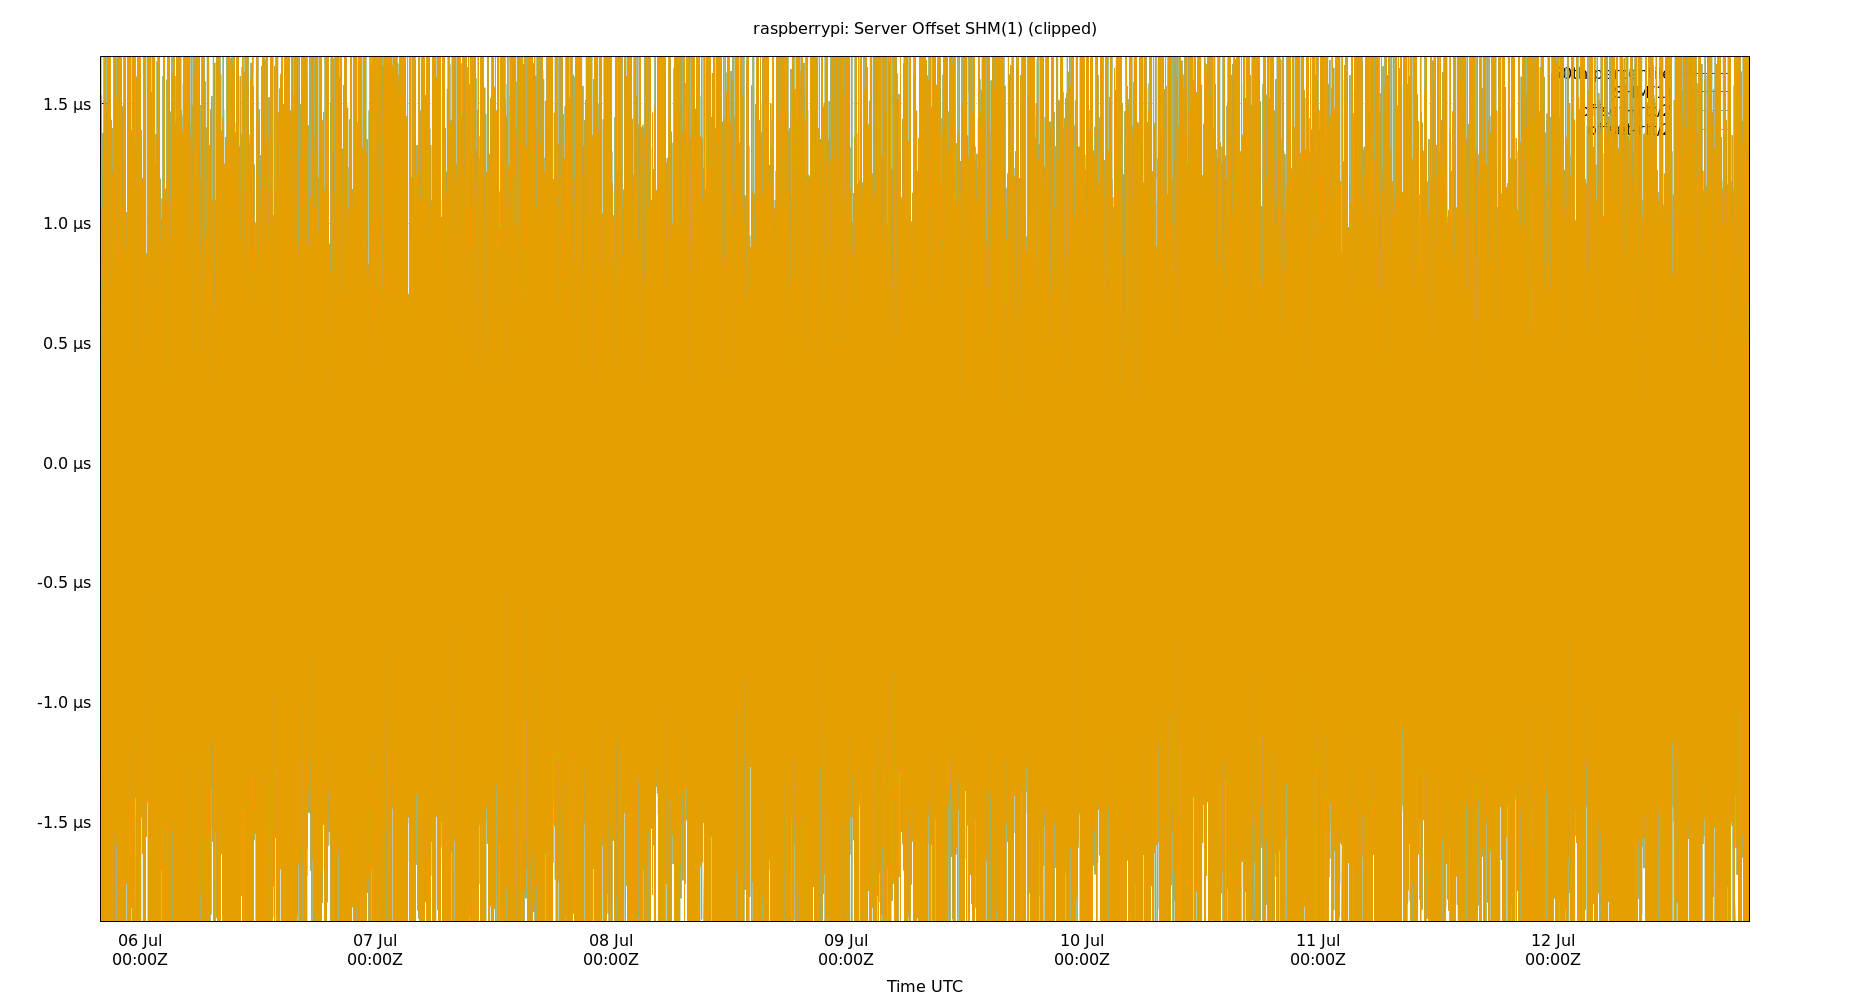 raspberrypi: Server Offset SHM(1) (clipped)
1.5 µs
1.0 µs
0.5 µs
0.0 µs
-0.5 µs
-1.0 µs
-1.5 µs
06 Jul 07 Jul 08 Jul 09 Jul 10 Jul 11 Jul 12 Jul
00:00Z 00:00Z 00:00Z 00:00Z 00:00Z 00:00Z 00:00Z
Time UTC